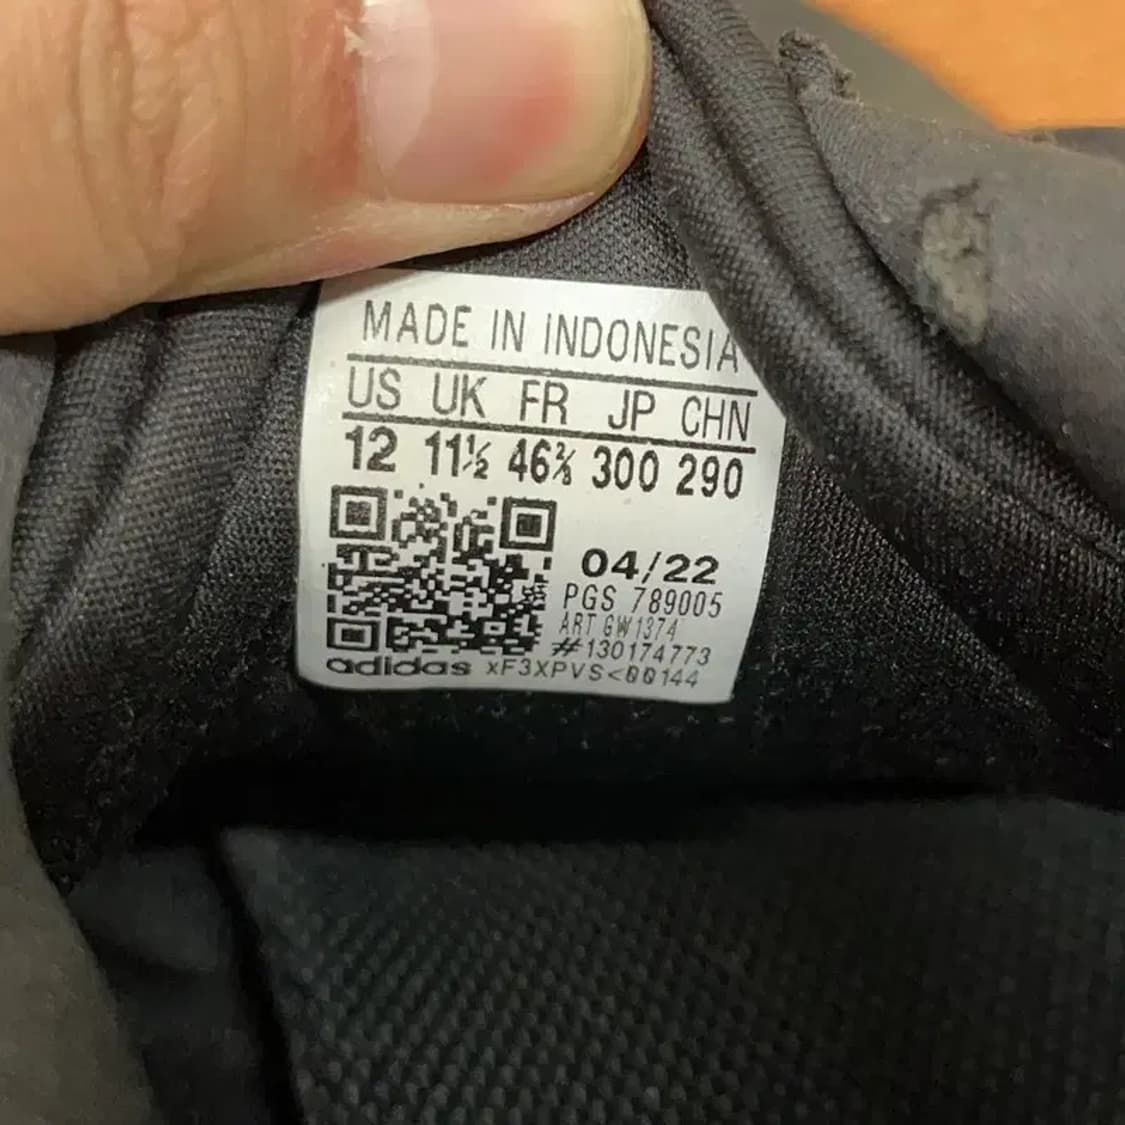 MADE IN INDONESIA
US UK FR JP CHN
12 11½ 46⅔ 300 290
04/22
PGS 789005
ART GW1374
#130174773
adidas xF3XPVS<00144